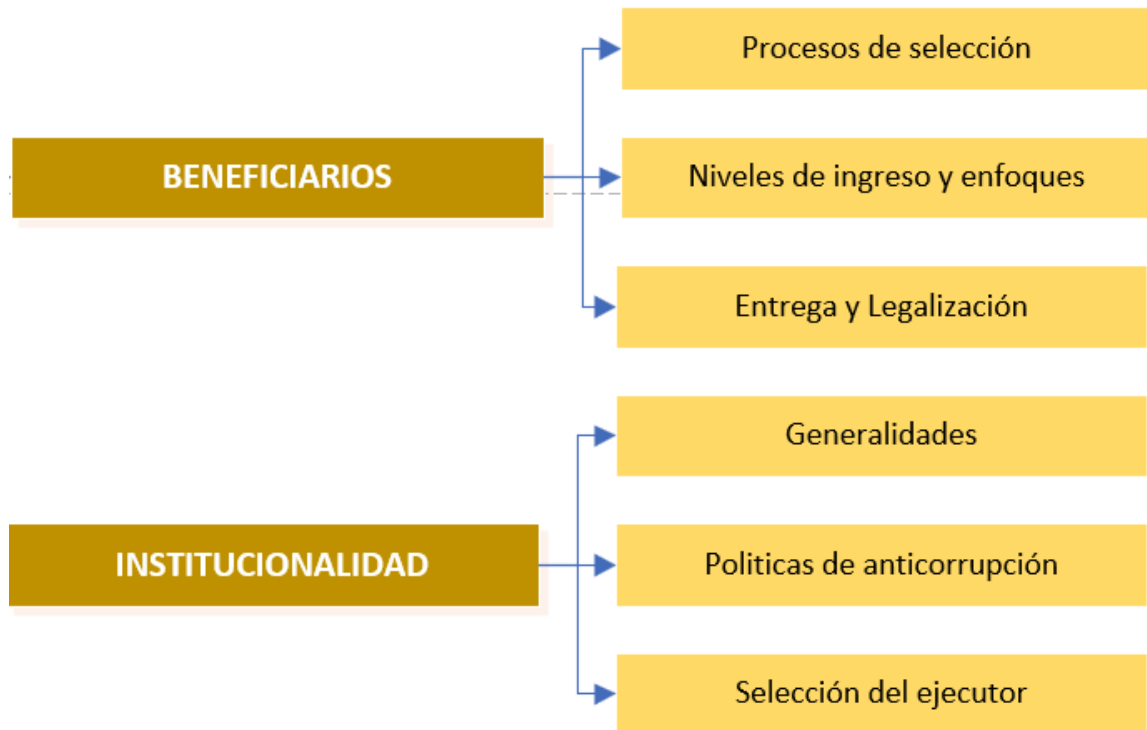 Procesos de selección
BENEFICIARIOS
Niveles de ingreso y enfoques
Entrega y Legalización
Generalidades
INSTITUCIONALIDAD
Politicas de anticorrupción
Selección del ejecutor